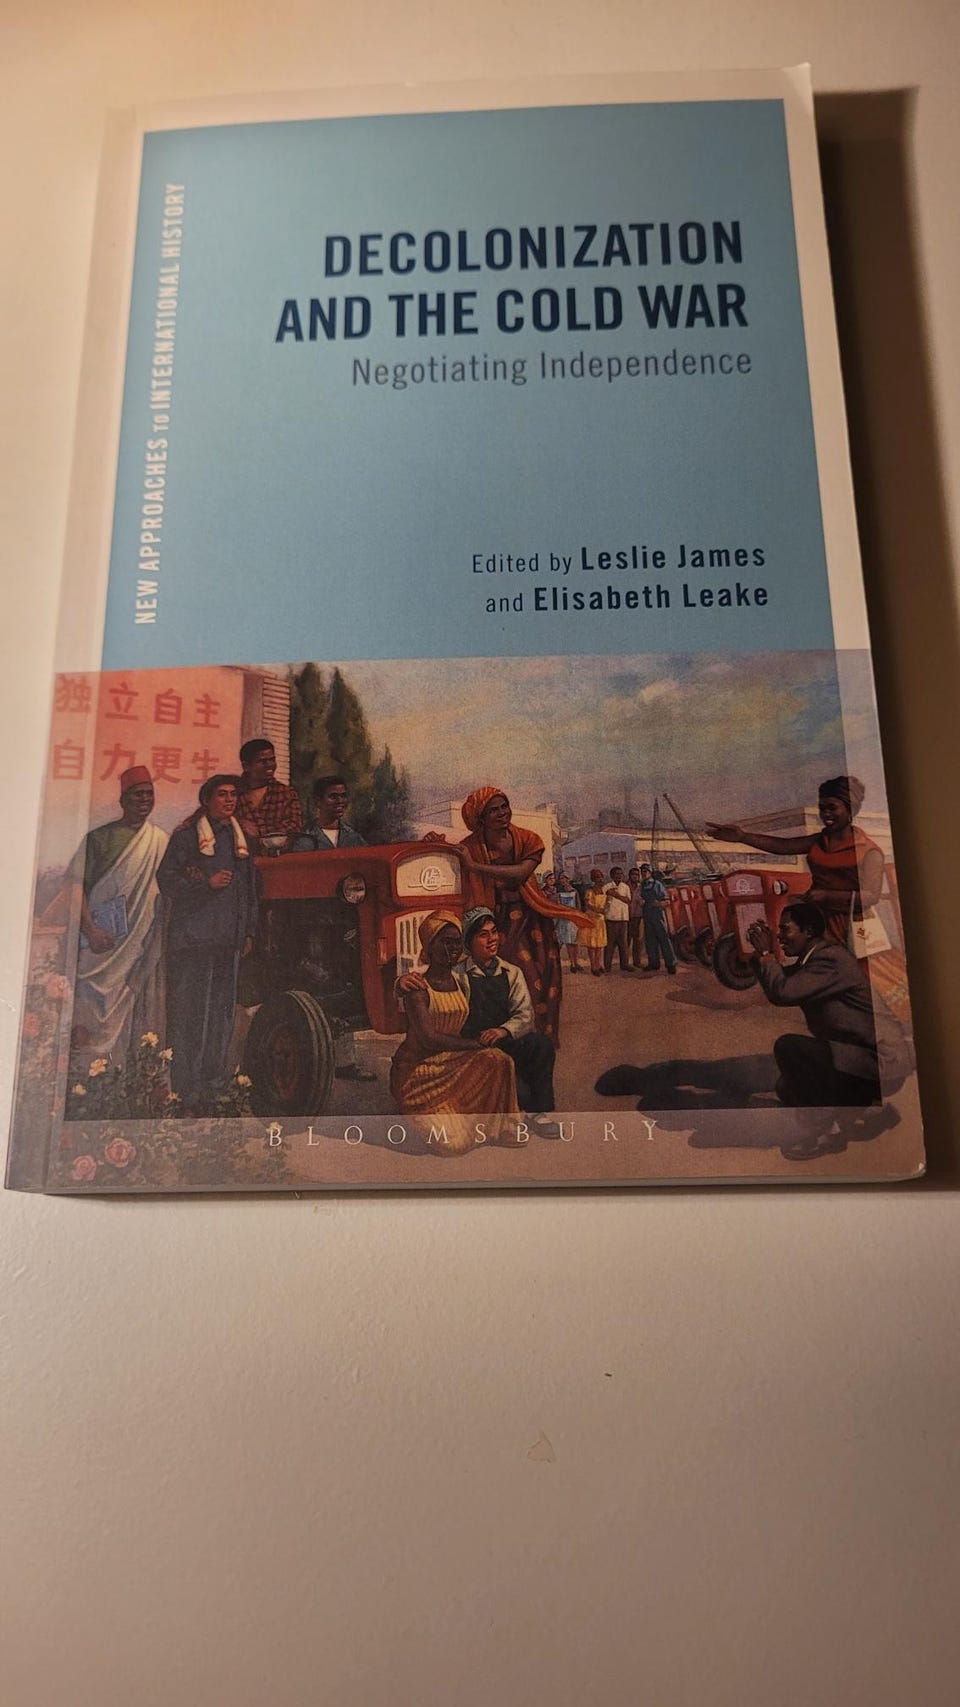 NEW APPROACHES TO INTERNATIONAL HISTORY
DECOLONIZATION
AND THE COLD WAR
Negotiating Independence
Edited by Leslie James
and Elisabeth Leake
独立自主
自力更生
BLOOMSBURY